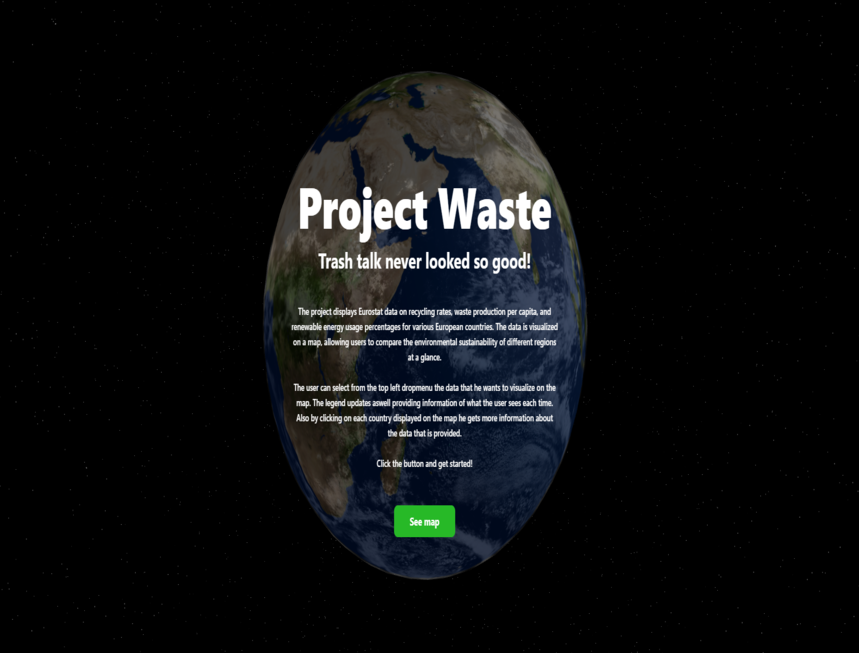 Project Waste
Trash talk never looked so good!
The project displays Eurostat data on recycling rates, waste production per capita, and
renewable energy usage percentages for various European countries. The data is visualized
on a map, allowing users to compare the environmental sustainability of different regions
at a glance.
The user can select from the top left dropmenu the data that he wants to visualize on the
map. The legend updates aswell providing information of what the user sees each time.
Also by clicking on each country displayed on the map he gets more information about
the data that is provided.
Click the button and get started!
See map